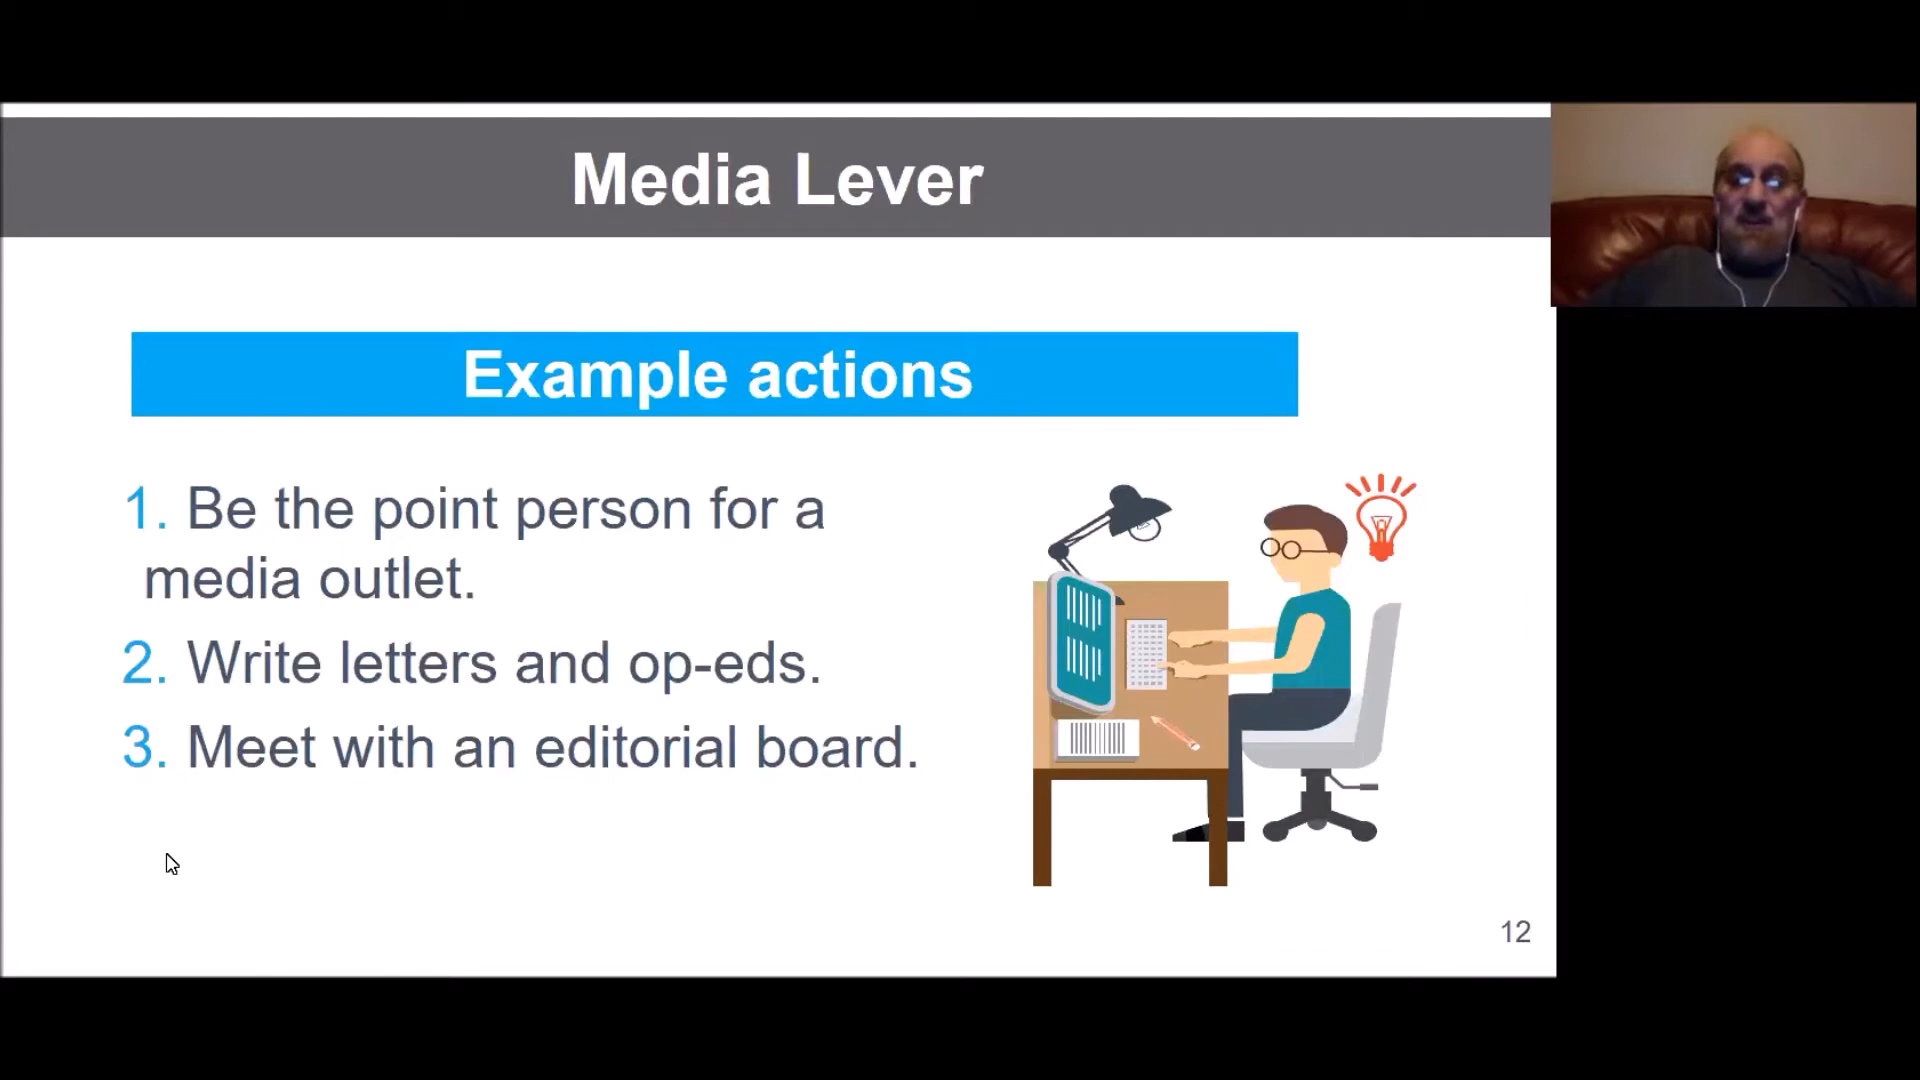 Media Lever
Example actions
1. Be the point person for a
media outlet.
2. Write letters and op-eds.
3. Meet with an editorial board.
12